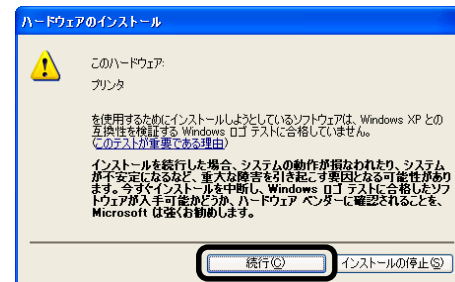 ハードウェアのインストール
このハードウェア:
プリンタ
を使用するためにインストールしようとしているソフトウェアは、Windows XP との
互換性を検証する Windows ロゴ テストに合格していません。
(このテストが重要である理由)
インストールを続行した場合、システムの動作が損なわれたり、システム
が不安定になるなど、重大な障害を引き起こす要因となる可能性があり
ます。今すぐインストールを中断し、Windows ロゴ テストに合格したソフ
トウェアが入手可能かどうか、ハードウェア ベンダーに確認されることを、
Microsoft は強くお勧めします。
続行(C) インストールの停止(S)